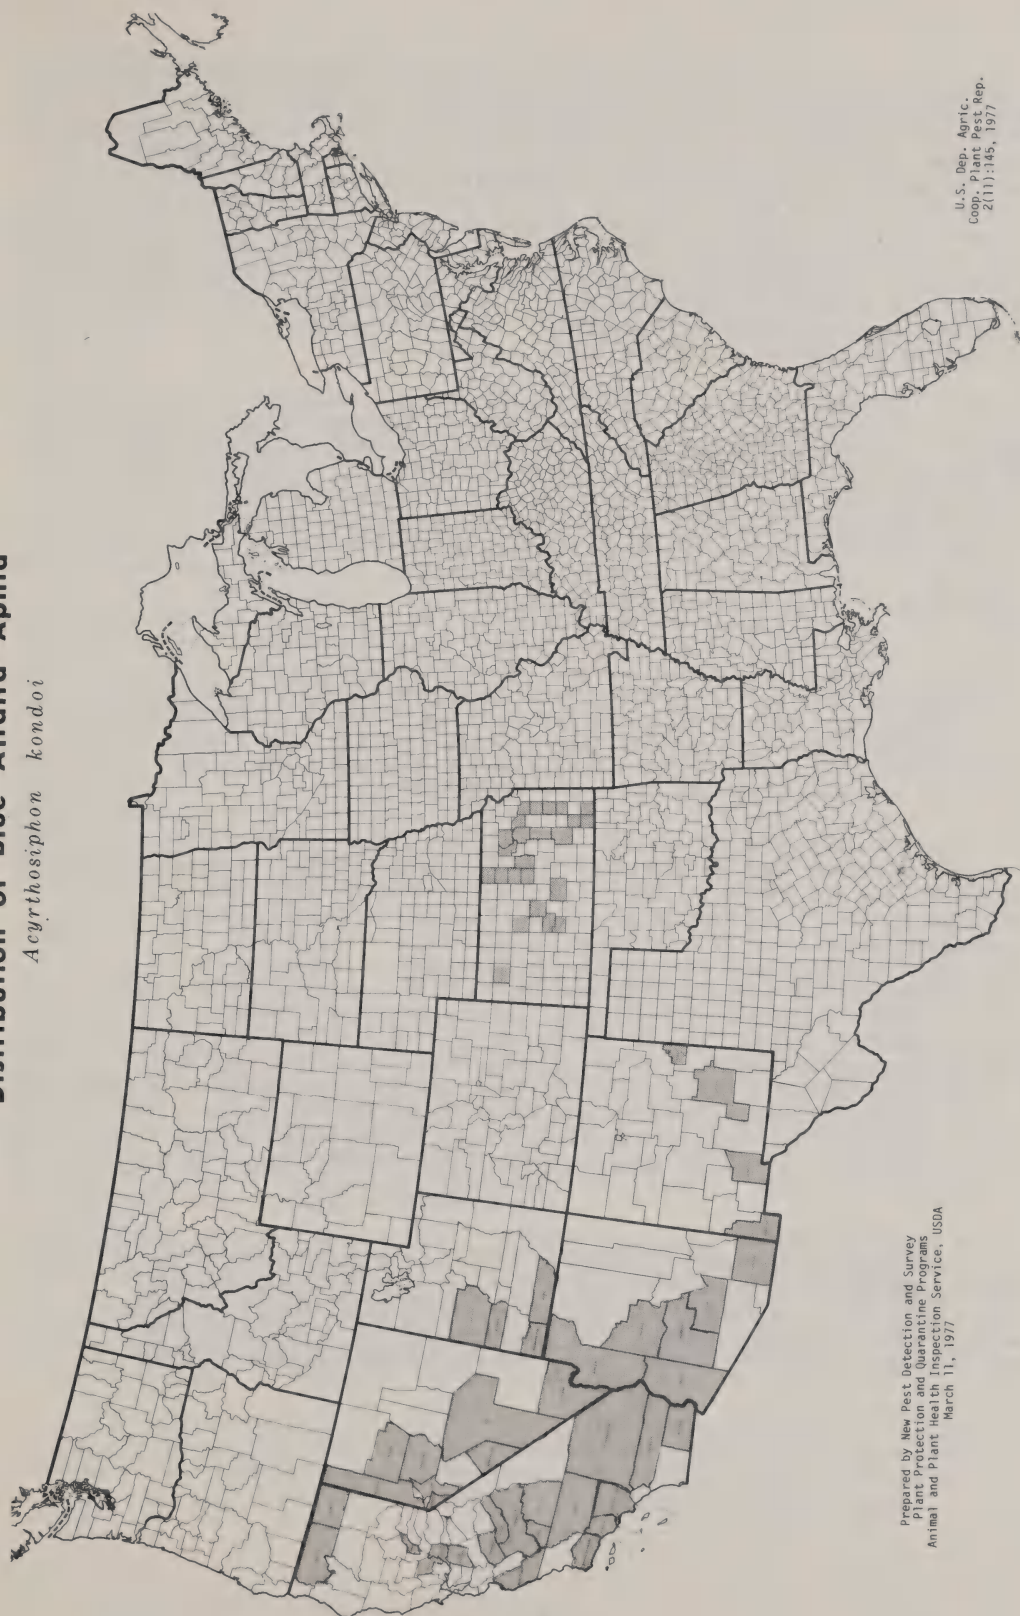 Distribution of Blue Alfalfa Aphid
Acyrthosiphon kondoi
U.S. Dep. Agric.
Coop. Plant Pest Rep.
2(11):145, 1977
Prepared by New Pest Detection and Survey
Plant Protection and Quarantine Programs
Animal and Plant Health Inspection Service, USDA
March 11, 1977